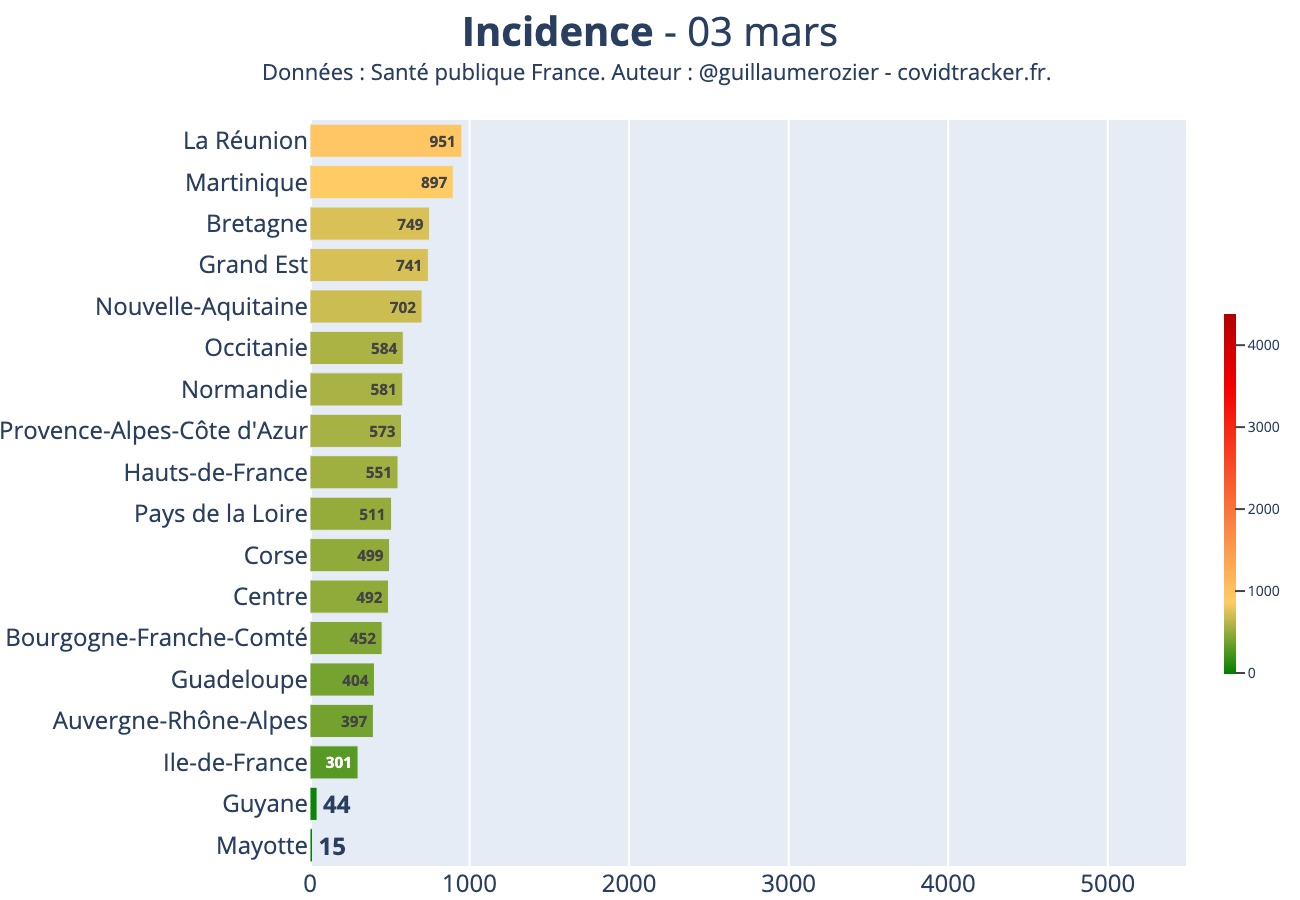 Incidence - 03 mars
Données : Santé publique France. Auteur : @guillaumerozier - covidtracker.fr.
La Réunion 951
Martinique 897
Bretagne 749
Grand Est 741
Nouvelle-Aquitaine 702
Occitanie 584
Normandie 581
Provence-Alpes-Côte d'Azur 573
Hauts-de-France 551
Pays de la Loire 511
Corse 499
Centre 492
Bourgogne-Franche-Comté 452
Guadeloupe 404
Auvergne-Rhône-Alpes 397
Ile-de-France 301
Guyane 44
Mayotte 15
0 1000 2000 3000 4000 5000
4000
3000
2000
1000
0